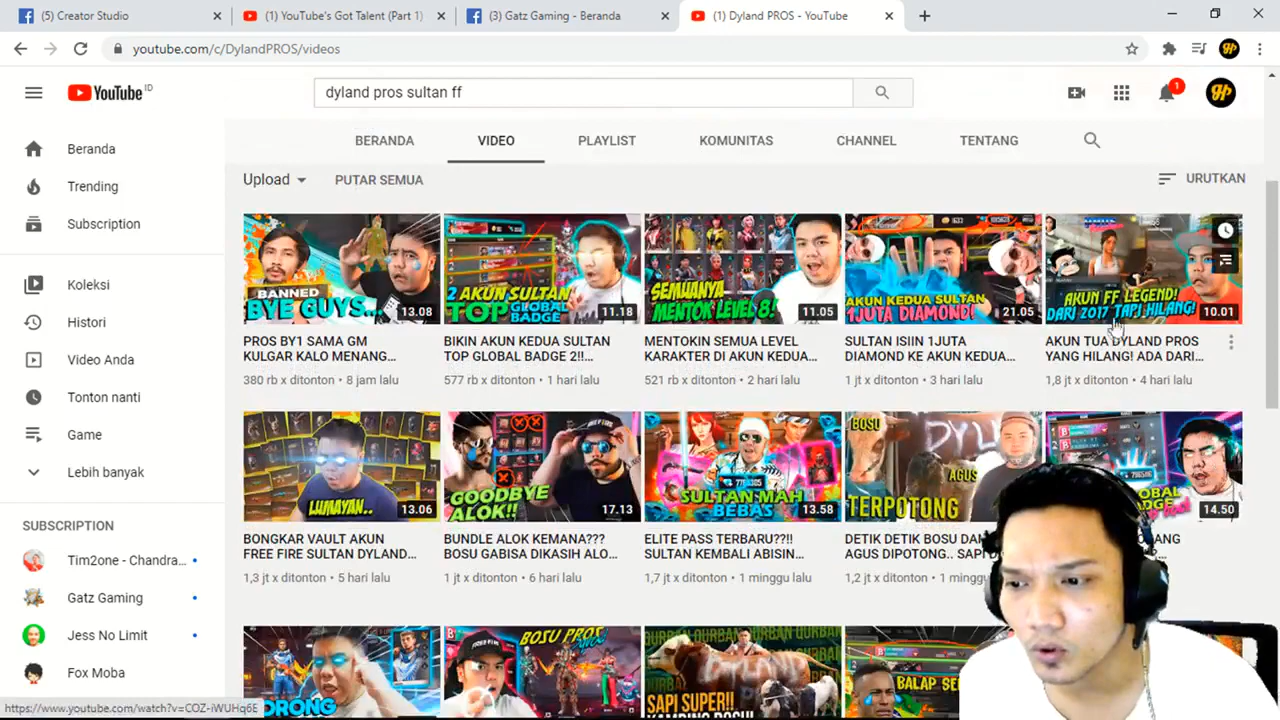 (5) Creator Studio
(1) YouTube's Got Talent (Part 1)
(3) Gatz Gaming - Beranda
(1) Dyland PROS - YouTube
youtube.com/c/DylandPROS/videos
YouTube ID
dyland pros sultan ff
1
BERANDA VIDEO PLAYLIST KOMUNITAS CHANNEL TENTANG
Upload PUTAR SEMUA URUTKAN
Beranda
Trending
Subscription
Koleksi
Histori
Video Anda
Tonton nanti
Game
Lebih banyak
SUBSCRIPTION
Tim2one - Chandra...
Gatz Gaming
Jess No Limit
Fox Moba
BANNED
BYE GUYS...
13.08
PROS BY1 SAMA GM
KULGAR KALO MENANG...
380 rb x ditonton • 8 jam lalu
2 AKUN SULTAN
TOP GLOBAL
BADGE
11.18
BIKIN AKUN KEDUA SULTAN
TOP GLOBAL BADGE 2!!...
577 rb x ditonton • 1 hari lalu
SEMUANYA
MENTOK LEVEL 8!
11.05
MENTOKIN SEMUA LEVEL
KARAKTER DI AKUN KEDUA...
521 rb x ditonton • 2 hari lalu
AKUN KEDUA SULTAN
1JUTA DIAMOND!
21.05
SULTAN ISIIN 1JUTA
DIAMOND KE AKUN KEDUA...
1 jt x ditonton • 3 hari lalu
AKUN FF LEGEND!
DARI 2017 TAPI HILANG!
10.01
AKUN TUA DYLAND PROS
YANG HILANG! ADA DARI...
1,8 jt x ditonton • 4 hari lalu
LUMAYAN..
13.06
BONGKAR VAULT AKUN
FREE FIRE SULTAN DYLAND...
1,3 jt x ditonton • 5 hari lalu
GOODBYE
ALOK!!
17.13
BUNDLE ALOK KEMANA???
BOSU GABISA DIKASIH ALO...
1 jt x ditonton • 6 hari lalu
SULTAN MAH
BEBAS
13.58
ELITE PASS TERBARU??!!
SULTAN KEMBALI ABISIN...
1,7 jt x ditonton • 1 minggu lalu
BOSU
DYL
AGUS
TERPOTONG
DETIK DETIK BOSU DAN
AGUS DIPOTONG.. SAPI D
1,2 jt x ditonton • 1 minggu
14.50
BOSU PROS
QURBAN
DYLAND
SAPI SUPER!!
BALAP SE
https://www.youtube.com/watch?v=COZ-iWUHq6E